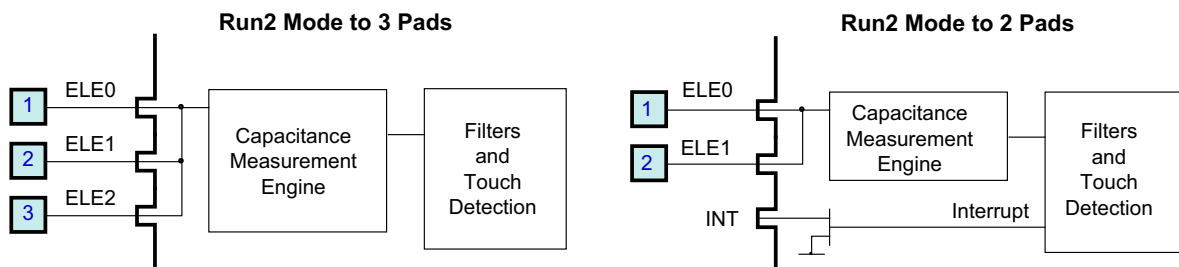 Run2 Mode to 3 Pads
1
ELE0
2
ELE1
3
ELE2
Capacitance
Measurement
Engine
Filters
and
Touch
Detection
Run2 Mode to 2 Pads
1
ELE0
2
ELE1
INT
Capacitance
Measurement
Engine
Interrupt
Filters
and
Touch
Detection